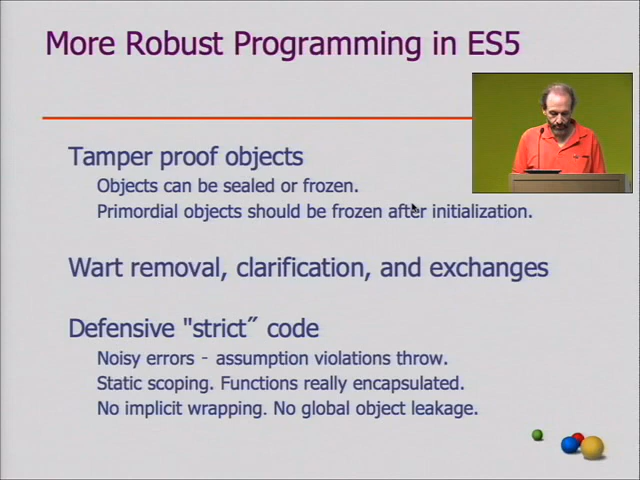 More Robust Programming in ES5
Tamper proof objects
Objects can be sealed or frozen.
Primordial objects should be frozen after initialization.
Wart removal, clarification, and exchanges
Defensive "strict″ code
Noisy errors - assumption violations throw.
Static scoping. Functions really encapsulated.
No implicit wrapping. No global object leakage.